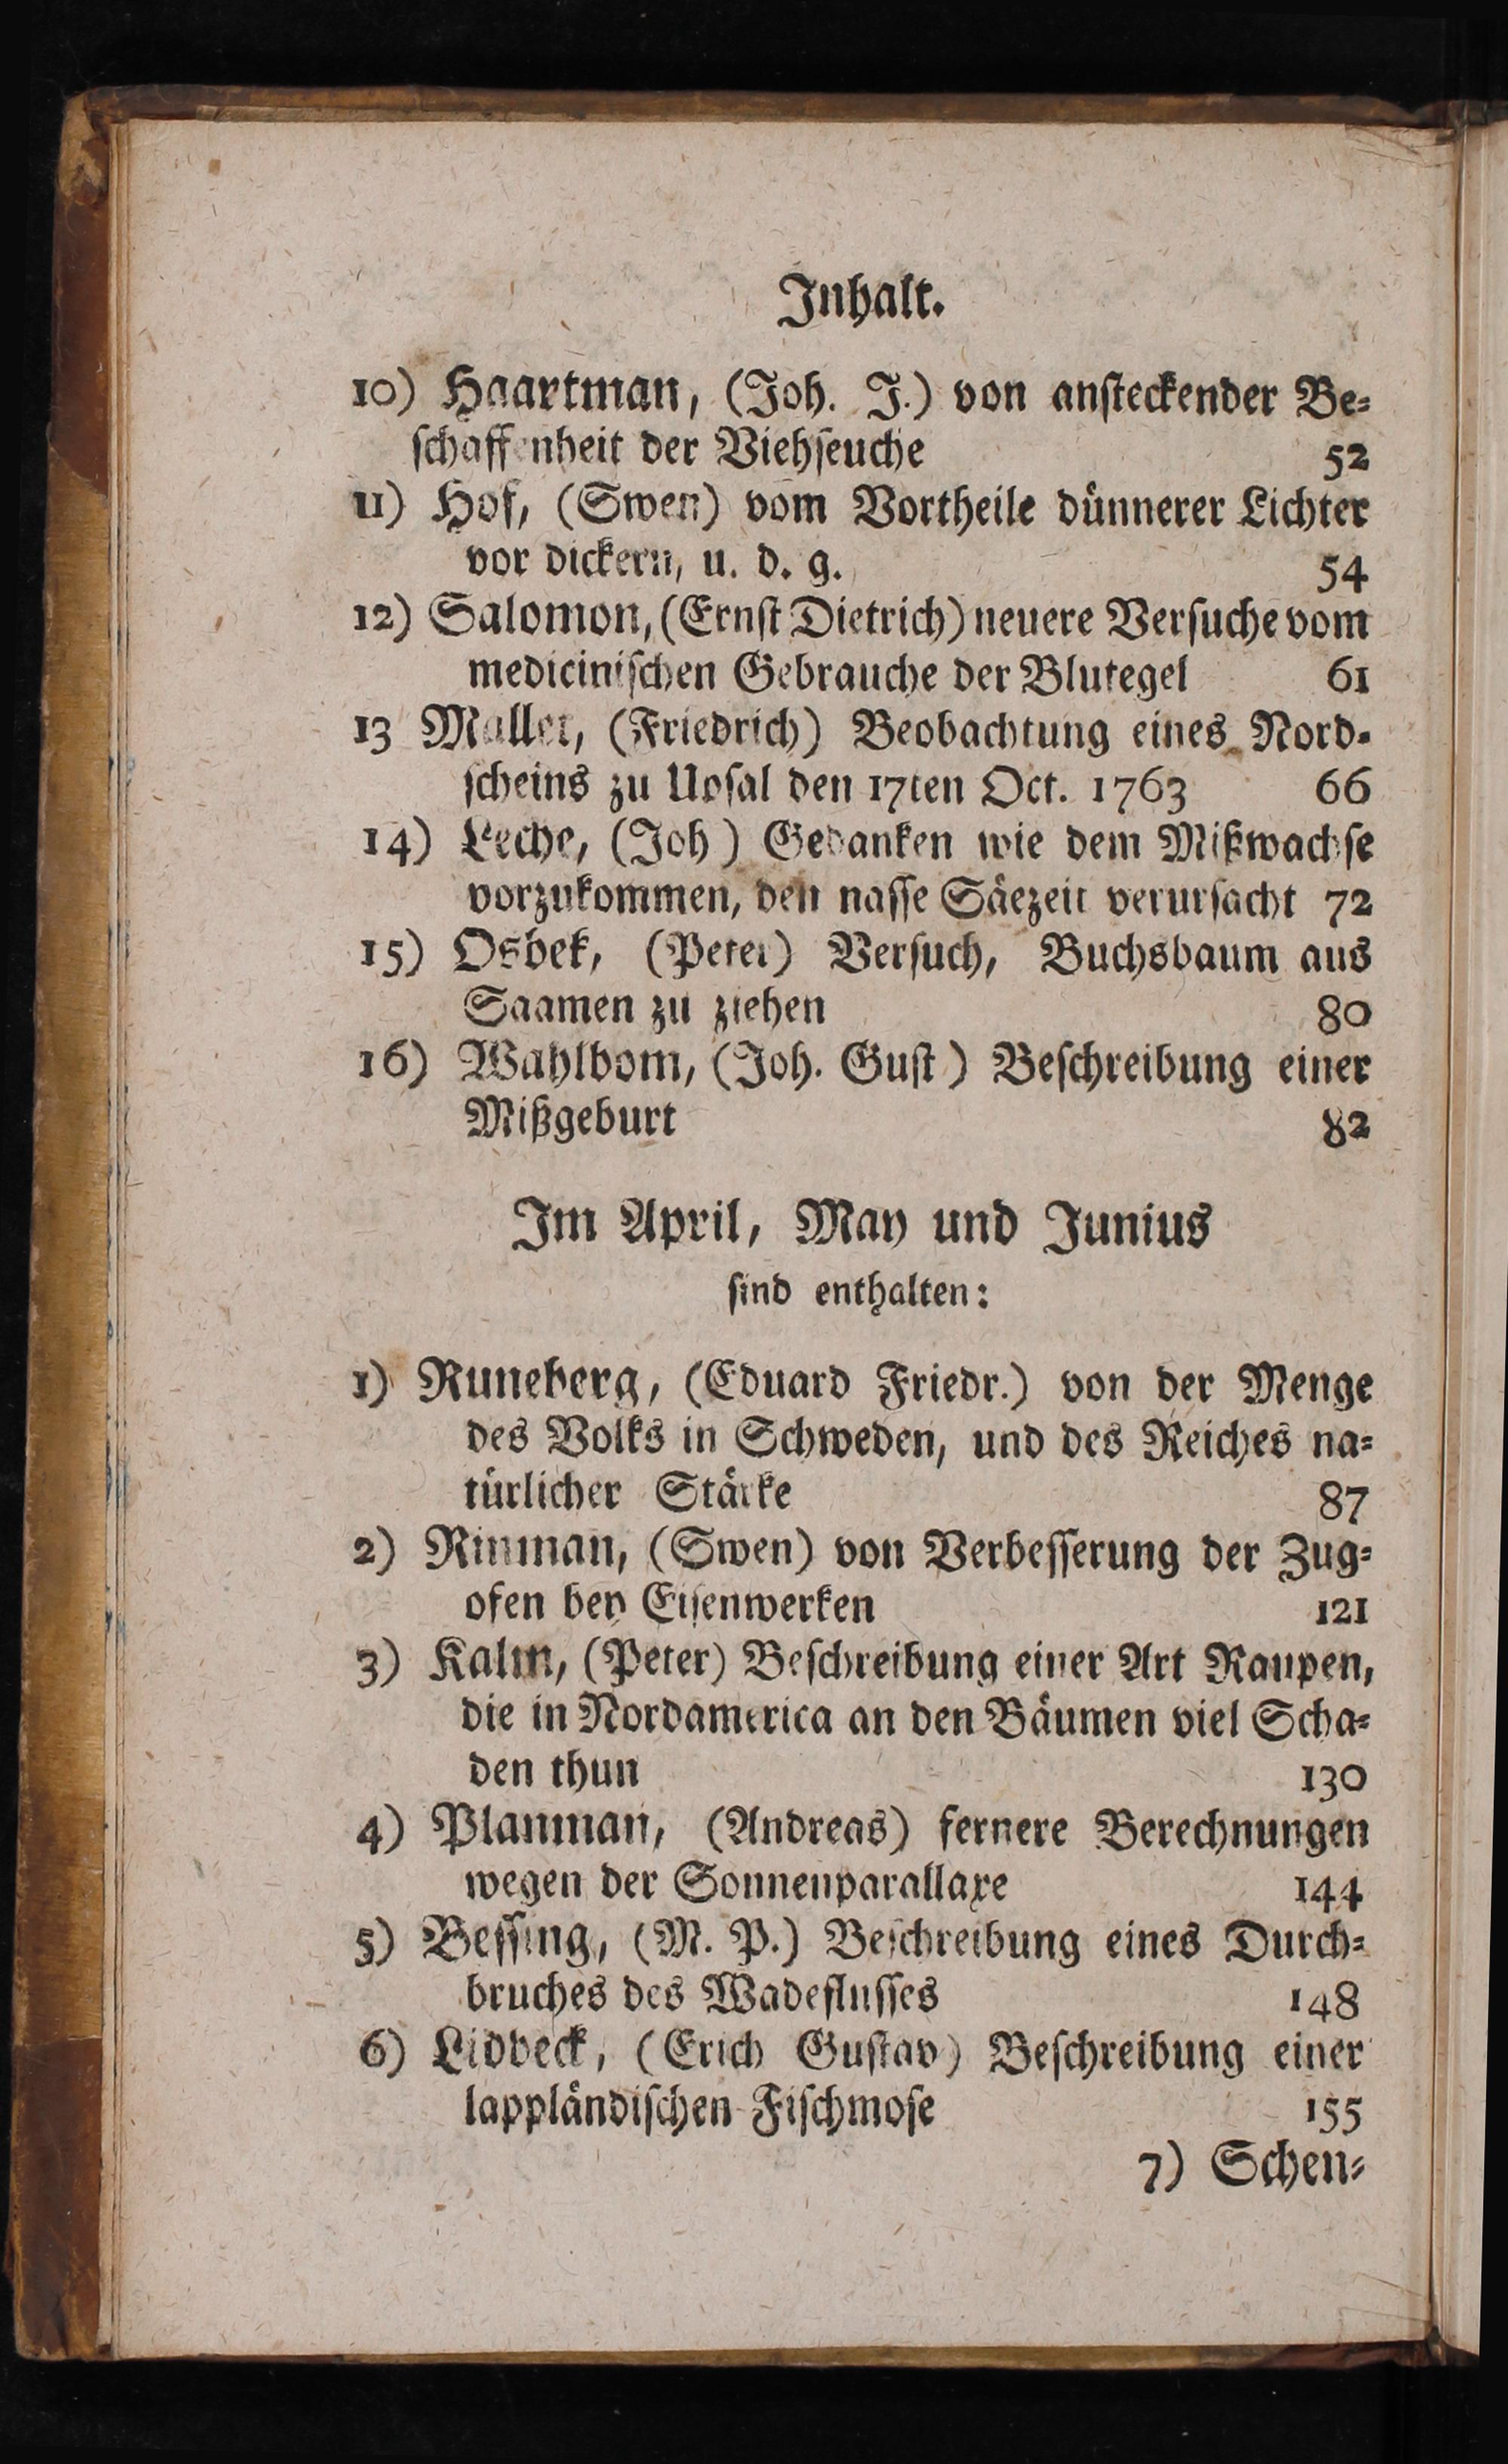 Inhalt.
10) Haartman, (Joh. J.) von ansteckender Be-
schaffenheit der Viehseuche 52
11) Hof, (Swen) vom Vortheile dünnerer Lichter
vor dickern, u. d. g. 54
12) Salomon, (Ernst Dietrich) neuere Versuche vom
medicinischen Gebrauche der Blutegel 61
13 Mallet, (Friedrich) Beobachtung eines Nord-
scheins zu Upsal den 17ten Oct. 1763 66
14) Leche, (Joh) Gedanken wie dem Mißwachse
vorzukommen, den nasse Säezeit verursacht 72
15) Osbek, (Peter) Versuch, Buchsbaum aus
Saamen zu ziehen 80
16) Wahlbom, (Joh. Gust) Beschreibung einer
Mißgeburt 82
Im April, May und Junius
sind enthalten:
1) Runeberg, (Eduard Friedr.) von der Menge
des Volks in Schweden, und des Reiches na-
türlicher Stärke 87
2) Rinman, (Swen) von Verbesserung der Zug-
ofen bey Eisenwerken 121
3) Kalm, (Peter) Beschreibung einer Art Raupen,
die in Nordamerica an den Bäumen viel Scha-
den thun 130
4) Planman, (Andreas) fernere Berechnungen
wegen der Sonnenparallaxe 144
5) Bessing, (M. P.) Beschreibung eines Durch-
bruches des Wadeflusses 148
6) Lidbeck, (Erich Gustav) Beschreibung einer
lappländischen Fischmose 155
7) Schen-